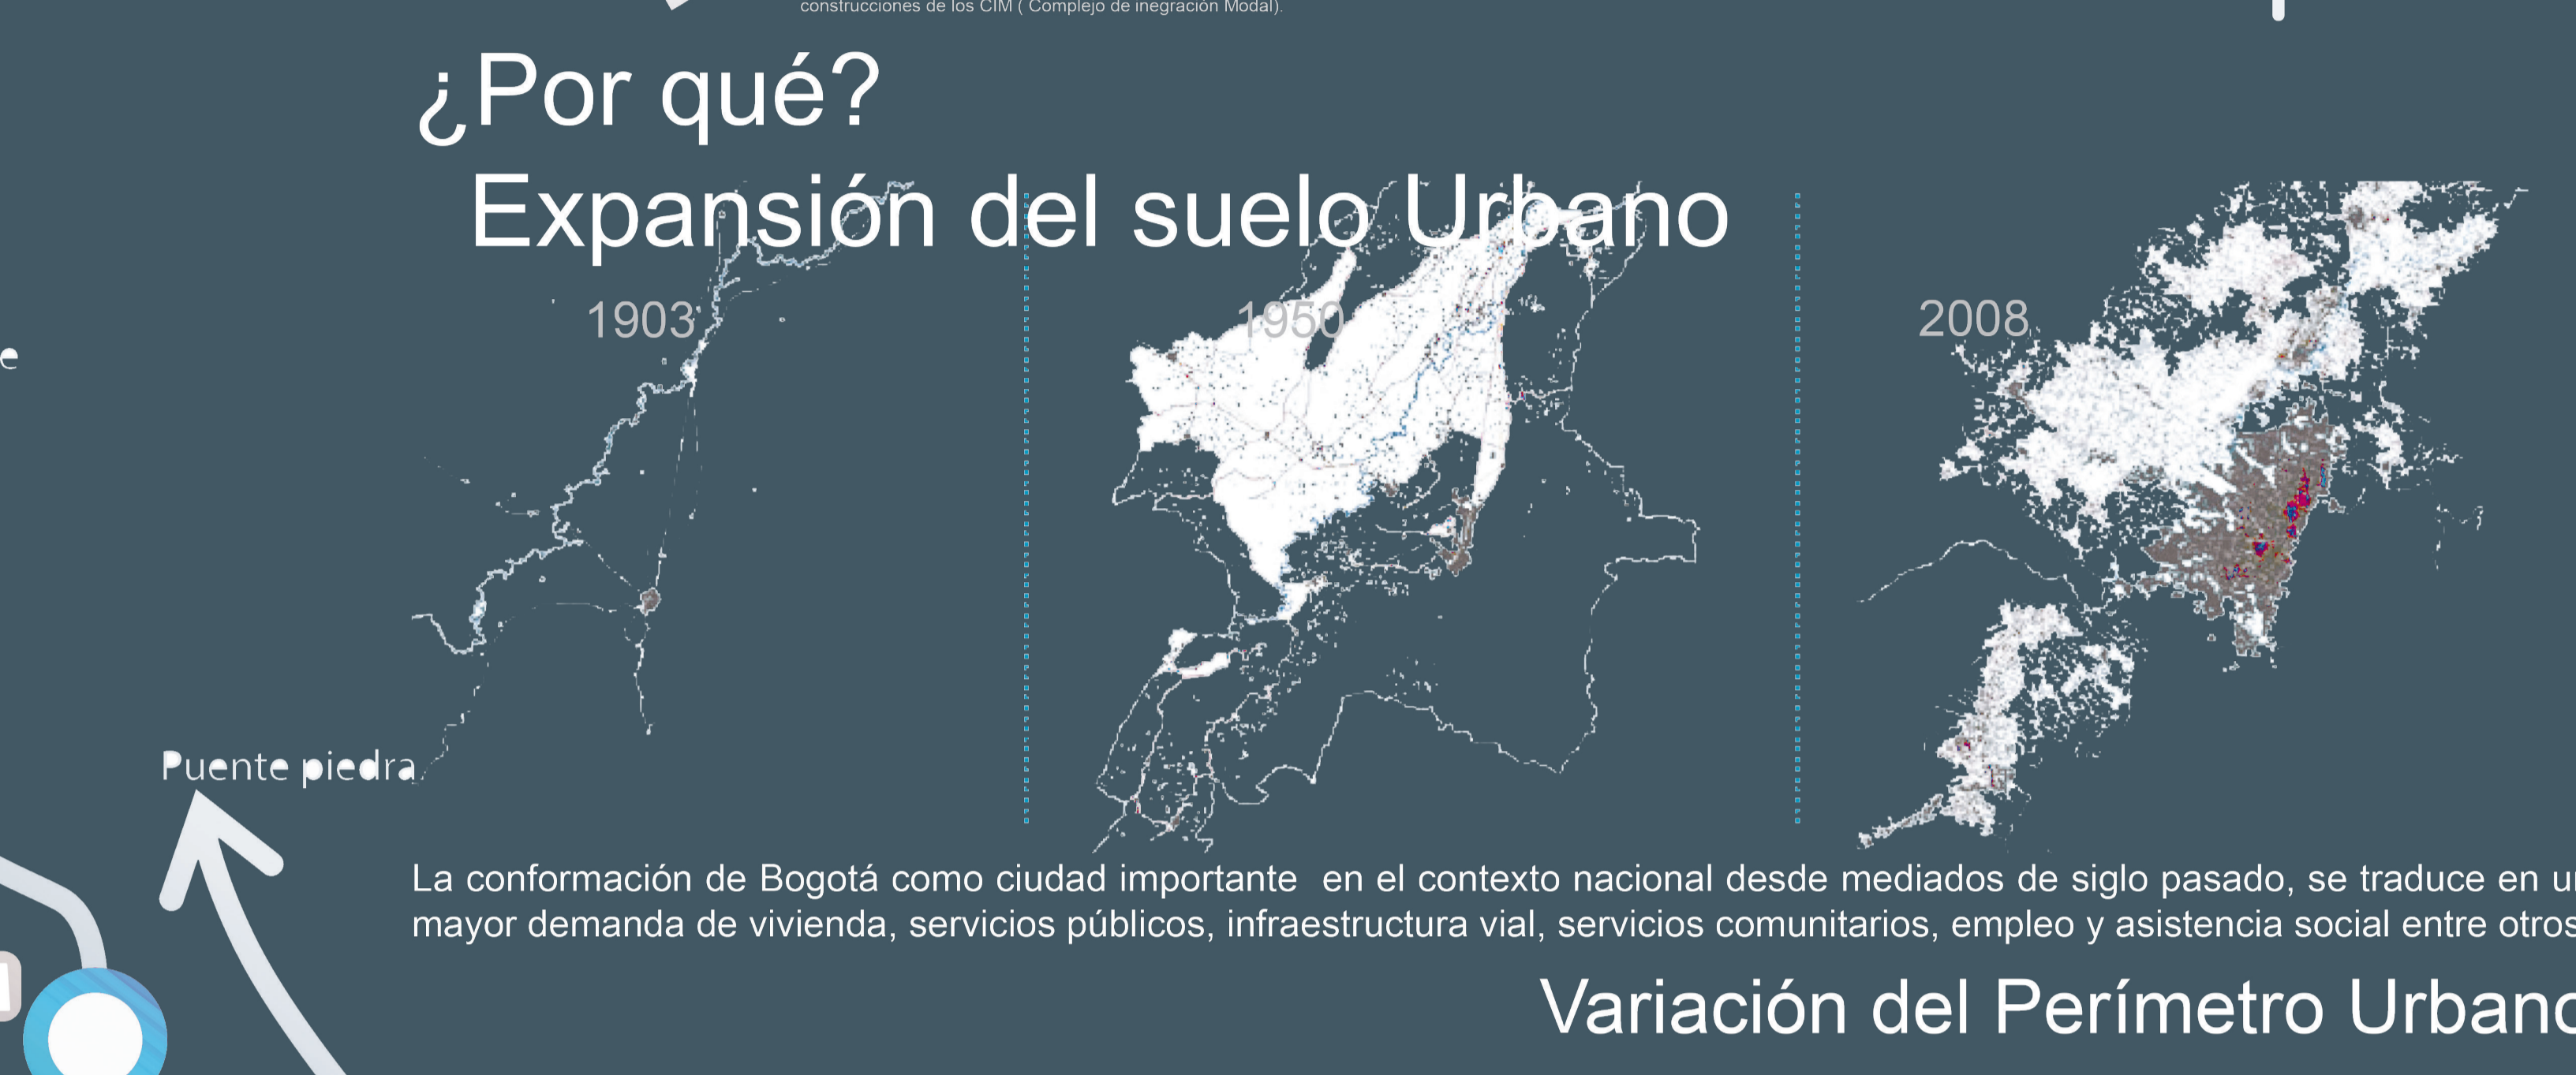 construcciones de los CIM ( Complejo de inegración Modal).
¿Por qué?
Expansión del suelo Urbano
1903
1950
2008
e
Puente piedra
La conformación de Bogotá como ciudad importante en el contexto nacional desde mediados de siglo pasado, se traduce en
mayor demanda de vivienda, servicios públicos, infraestructura vial, servicios comunitarios, empleo y asistencia social entre otros
Variación del Perímetro Urbano